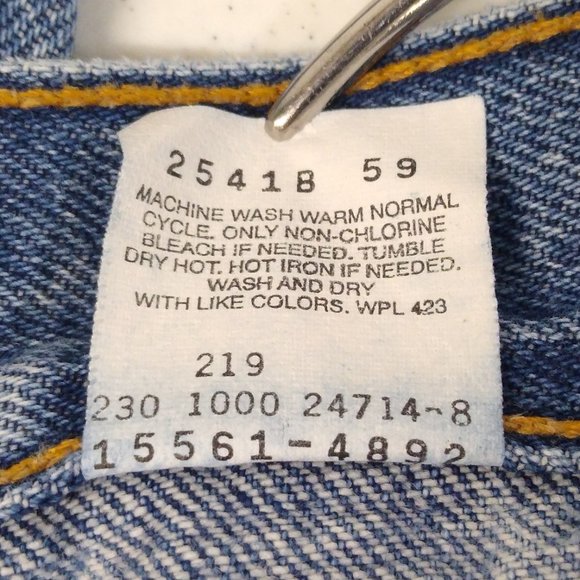 25418 59
MACHINE WASH WARM NORMAL
CYCLE. ONLY NON-CHLORINE
BLEACH IF NEEDED. TUMBLE
DRY HOT. HOT IRON IF NEEDED.
WASH AND DRY
WITH LIKE COLORS. WPL 423
219
230 1000 24714-8
15561-4892